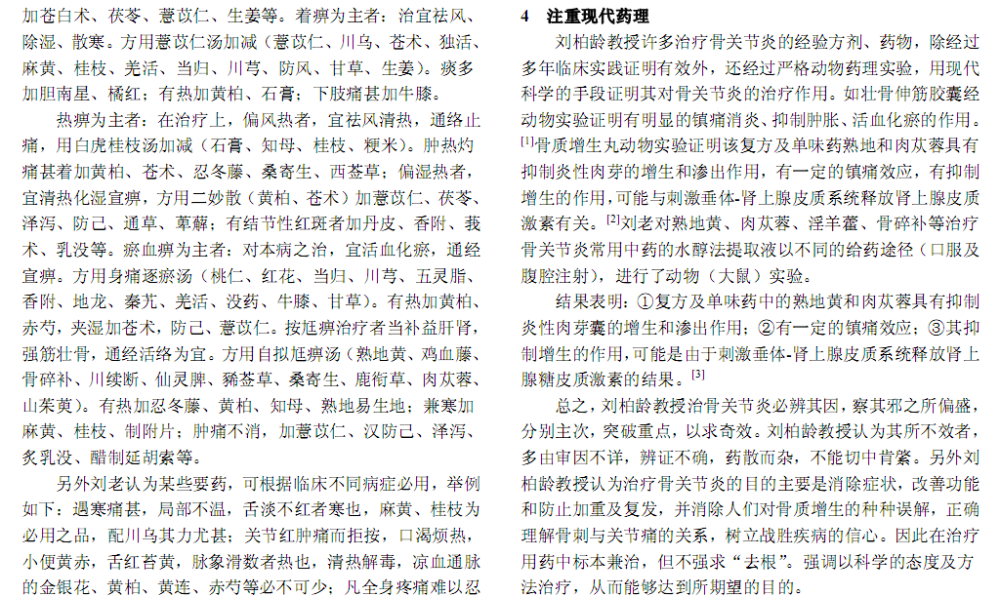 加苍白术、茯苓、薏苡仁、生姜等。着痹为主者：治宜祛风、
除湿、散寒。方用薏苡仁汤加减（薏苡仁、川乌、苍术、独活、
麻黄、桂枝、羌活、当归、川芎、防风、甘草、生姜）。痰多
加胆南星、橘红；有热加黄柏、石膏；下肢痛甚加牛膝。
热痹为主者：在治疗上，偏风热者，宜祛风清热，通络止
痛，用白虎桂枝汤加减（石膏、知母、桂枝、粳米）。肿热灼
痛甚着加黄柏、苍术、忍冬藤、桑寄生、西莶草；偏湿热者，
宜清热化湿宣痹，方用二妙散（黄柏、苍术）加薏苡仁、茯苓、
泽泻、防己、通草、萆薢；有结节性红斑者加丹皮、香附、莪
术、乳没等。瘀血痹为主者：对本病之治，宜活血化瘀，通经
宣痹。方用身痛逐瘀汤（桃仁、红花、当归、川芎、五灵脂、
香附、地龙、秦艽、羌活、没药、牛膝、甘草）。有热加黄柏、
赤芍，夹湿加苍术，防己、薏苡仁。按尪痹治疗者当补益肝肾，
强筋壮骨，通经活络为宜。方用自拟尪痹汤（熟地黄、鸡血藤、
骨碎补、川续断、仙灵脾、豨莶草、桑寄生、鹿衔草、肉苁蓉、
山茱萸）。有热加忍冬藤、黄柏、知母、熟地易生地；兼寒加
麻黄、桂枝、制附片；肿痛不消，加薏苡仁、汉防己、泽泻、
炙乳没、醋制延胡索等。
另外刘老认为某些要药，可根据临床不同病症必用，举例
如下：遇寒痛甚，局部不温，舌淡不红者寒也，麻黄、桂枝为
必用之品，配川乌其力尤甚；关节红肿痛而拒按，口渴烦热，
小便黄赤，舌红苔黄，脉象滑数者热也，清热解毒，凉血通脉
的金银花、黄柏、黄连、赤芍等必不可少；凡全身疼痛难以忍
4 注重现代药理
刘柏龄教授许多治疗骨关节炎的经验方剂、药物，除经过
多年临床实践证明有效外，还经过严格动物药理实验，用现代
科学的手段证明其对骨关节炎的治疗作用。如壮骨伸筋胶囊经
动物实验证明有明显的镇痛消炎、抑制肿胀、活血化瘀的作用。
[1]骨质增生丸动物实验证明该复方及单味药熟地和肉苁蓉具有
抑制炎性肉芽的增生和渗出作用，有一定的镇痛效应，有抑制
增生的作用，可能与刺激垂体-肾上腺皮质系统释放肾上腺皮质
激素有关。[2]刘老对熟地黄、肉苁蓉、淫羊藿、骨碎补等治疗
骨关节炎常用中药的水醇法提取液以不同的给药途径（口服及
腹腔注射），进行了动物（大鼠）实验。
结果表明：①复方及单味药中的熟地黄和肉苁蓉具有抑制
炎性肉芽囊的增生和渗出作用；②有一定的镇痛效应；③其抑
制增生的作用，可能是由于刺激垂体-肾上腺皮质系统释放肾上
腺糖皮质激素的结果。[3]
总之，刘柏龄教授治骨关节炎必辨其因，察其邪之所偏盛，
分别主次，突破重点，以求奇效。刘柏龄教授认为其所不效者，
多由审因不详，辨证不确，药散而杂，不能切中肯綮。另外刘
柏龄教授认为治疗骨关节炎的目的主要是消除症状，改善功能
和防止加重及复发，并消除人们对骨质增生的种种误解，正确
理解骨刺与关节痛的关系，树立战胜疾病的信心。因此在治疗
用药中标本兼治，但不强求“去根”。强调以科学的态度及方
法治疗，从而能够达到所期望的目的。